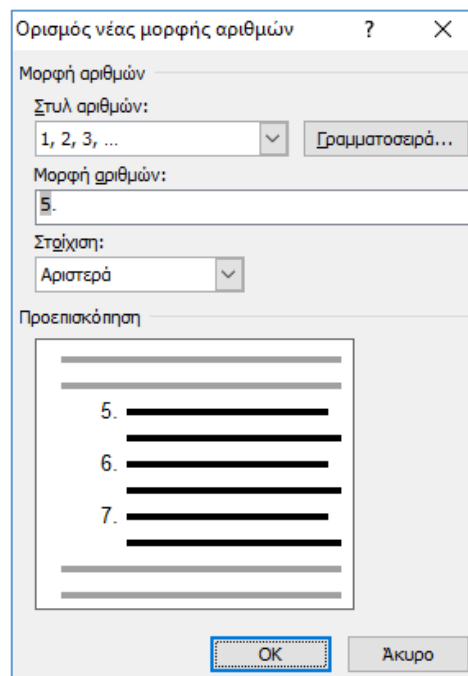 Ορισμός νέας μορφής αριθμών ?
Μορφή αριθμών
Στυλ αριθμών:
1, 2, 3, ... Γραμματοσειρά...
Μορφή αριθμών:
5.
Στοίχιση:
Αριστερά
Προεπισκόπηση
5.
6.
7.
OK Άκυρο